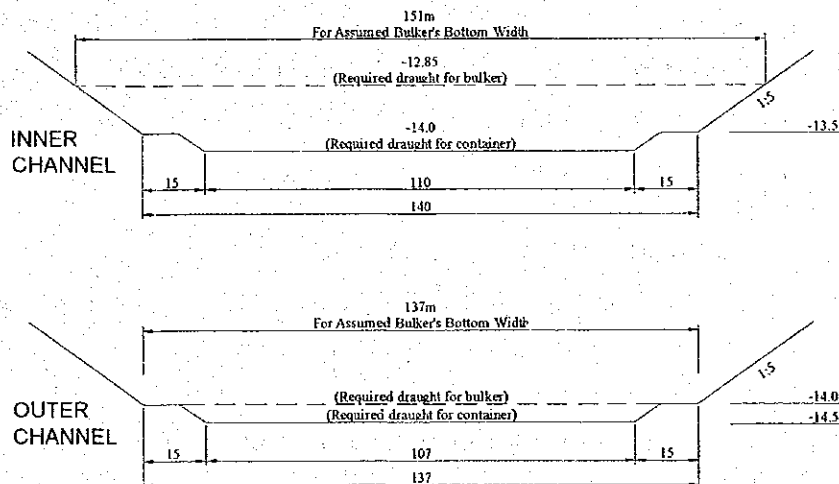 151m
For Assumed Bulker's Bottom Width
-12.85
(Required draught for bulker)
1:5
INNER
CHANNEL
-14.0
(Required draught for container)
-13.5
15
110
15
140
137m
For Assumed Bulker's Bottom Width
1:5
OUTER
CHANNEL
(Required draught for bulker)
-14.0
(Required draught for container)
-14.5
15
107
15
137